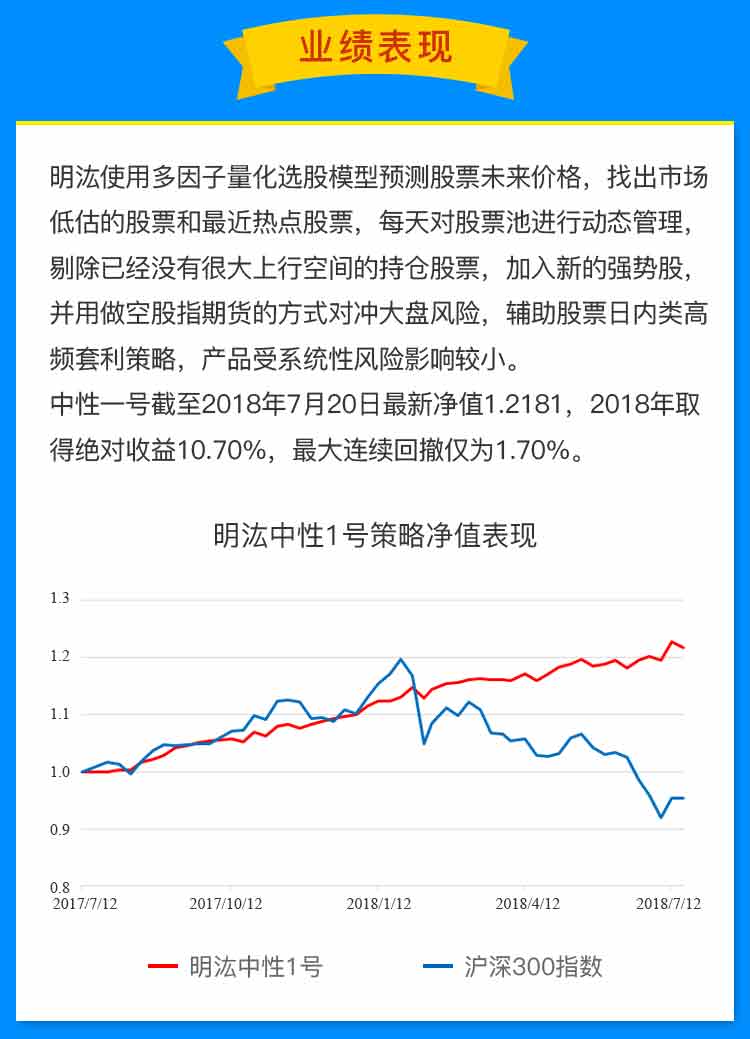 业绩表现
明汯使用多因子量化选股模型预测股票未来价格，找出市场
低估的股票和最近热点股票，每天对股票池进行动态管理，
剔除已经没有很大上行空间的持仓股票，加入新的强势股，
并用做空股指期货的方式对冲大盘风险，辅助股票日内类高
频套利策略，产品受系统性风险影响较小。
中性一号截至2018年7月20日最新净值1.2181，2018年取
得绝对收益10.70%，最大连续回撤仅为1.70%。
明汯中性1号策略净值表现
1.3
1.2
1.1
1.0
0.9
0.8
2017/7/12 2017/10/12 2018/1/12 2018/4/12 2018/7/12
明汯中性1号 沪深300指数